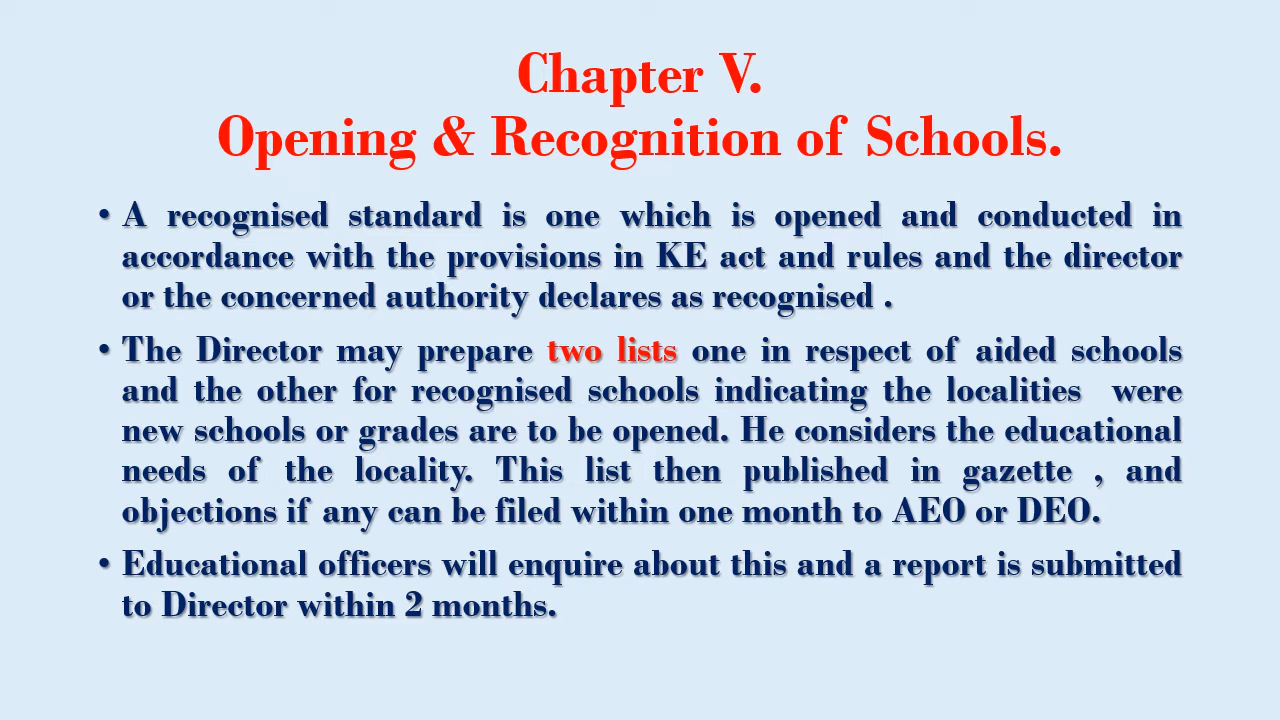 Chapter V.
Opening & Recognition of Schools.
• A recognised standard is one which is opened and conducted in
accordance with the provisions in KE act and rules and the director
or the concerned authority declares as recognised .
• The Director may prepare two lists one in respect of aided schools
and the other for recognised schools indicating the localities were
new schools or grades are to be opened. He considers the educational
needs of the locality. This list then published in gazette , and
objections if any can be filed within one month to AEO or DEO.
• Educational officers will enquire about this and a report is submitted
to Director within 2 months.